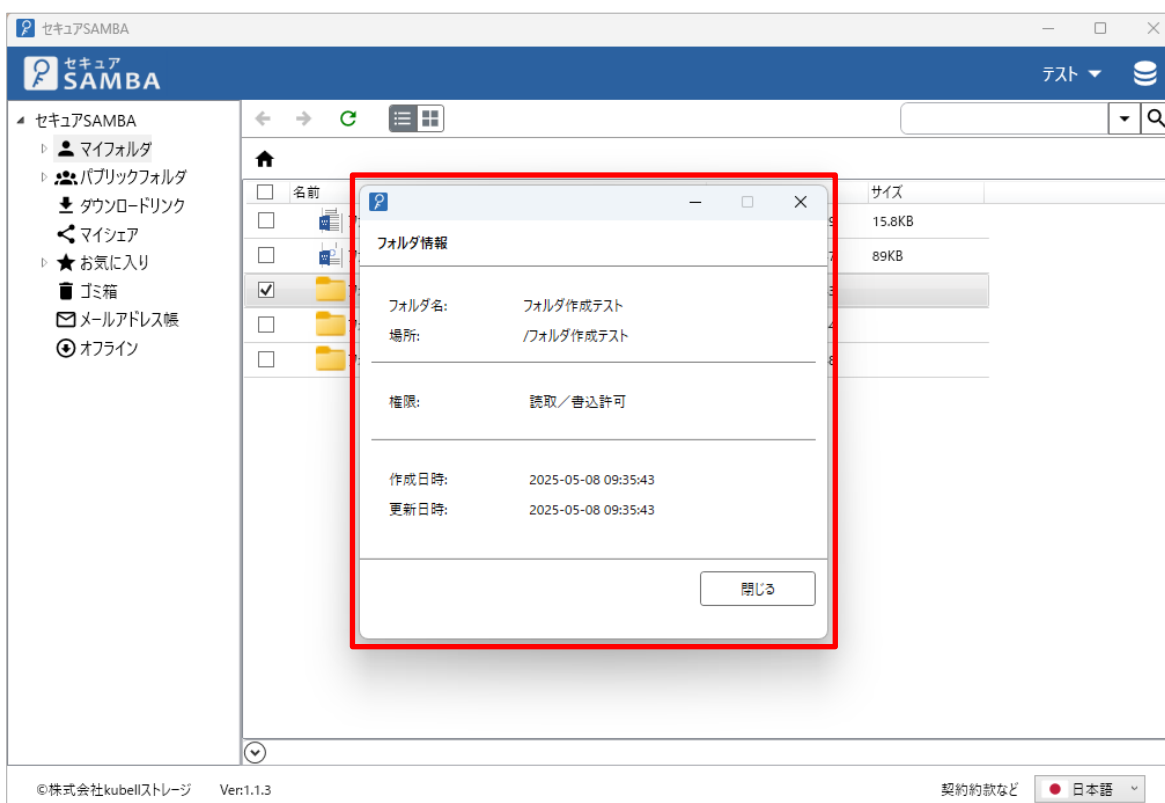 セキュアSAMBA
セキュア
SAMBA
テスト
セキュアSAMBA
マイフォルダ
パブリックフォルダ
ダウンロードリンク
マイシェア
お気に入り
ゴミ箱
メールアドレス帳
オフライン
名前
サイズ
15.8KB
89KB
フォルダ情報
フォルダ名: フォルダ作成テスト
場所: /フォルダ作成テスト
権限: 読取/書込許可
作成日時: 2025-05-08 09:35:43
更新日時: 2025-05-08 09:35:43
閉じる
©株式会社kubellストレージ Ver:1.1.3
契約約款など 日本語